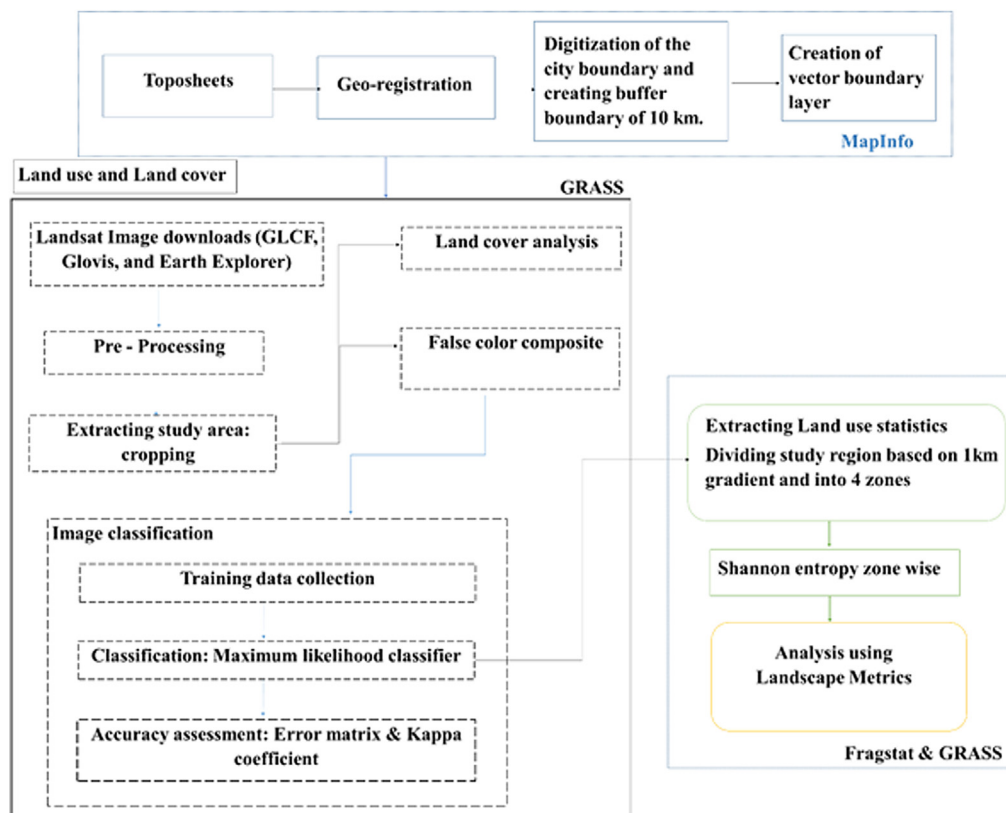 Toposheets
Geo-registration
Digitization of the
city boundary and
creating buffer
boundary of 10 km.
Creation of
vector boundary
layer
MapInfo
Land use and Land cover
GRASS
Landsat Image downloads (GLCF,
Glovis, and Earth Explorer)
Land cover analysis
Pre - Processing
False color composite
Extracting study area:
cropping
Image classification
Training data collection
Classification: Maximum likelihood classifier
Accuracy assessment: Error matrix & Kappa
coefficient
Extracting Land use statistics
Dividing study region based on 1km
gradient and into 4 zones
Shannon entropy zone wise
Analysis using
Landscape Metrics
Fragstat & GRASS